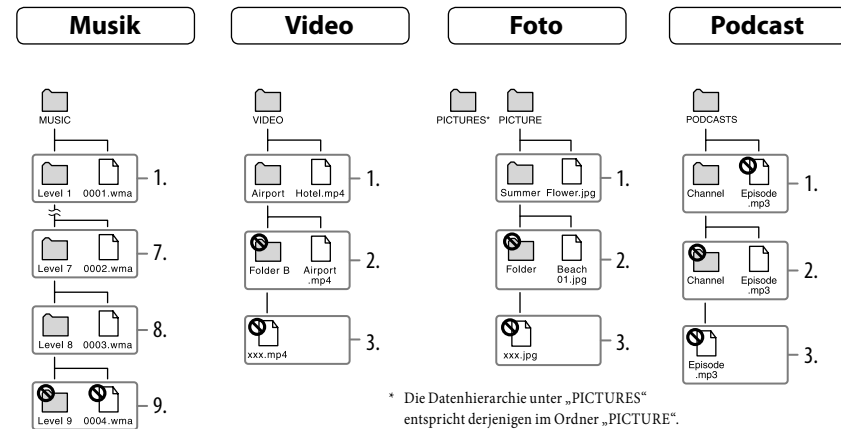 Musik
Video
Foto
Podcast
MUSIC
Level 1 0001.wma
1.
Level 7 0002.wma
7.
Level 8 0003.wma
8.
Level 9 0004.wma
9.
VIDEO
Airport Hotel.mp4
1.
Folder B Airport
.mp4
2.
xxx.mp4
3.
PICTURES* PICTURE
Summer Flower.jpg
1.
Folder Beach
01.jpg
2.
xxx.jpg
3.
* Die Datenhierarchie unter „PICTURES“
entspricht derjenigen im Ordner „PICTURE“.
PODCASTS
Channel Episode
.mp3
1.
Channel Episode
.mp3
2.
Episode
.mp3
3.